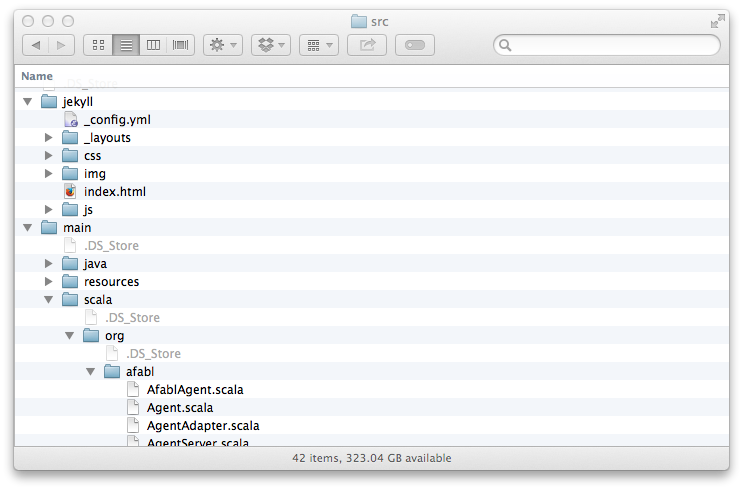 src
Name
.DS_Store
jekyll
_config.yml
_layouts
css
img
index.html
js
main
.DS_Store
java
resources
scala
.DS_Store
org
.DS_Store
afabl
AfablAgent.scala
Agent.scala
AgentAdapter.scala
AgentServer.scala
42 items, 323.04 GB available